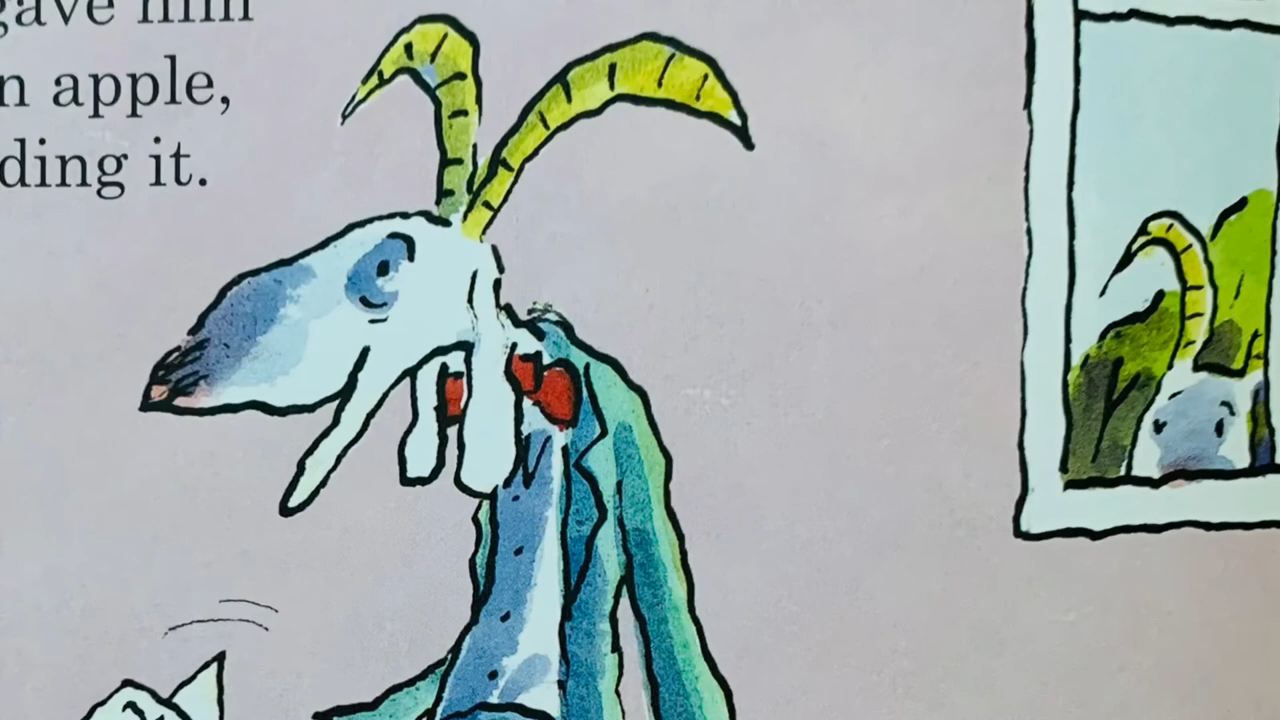 gave him
n apple,
ding it.